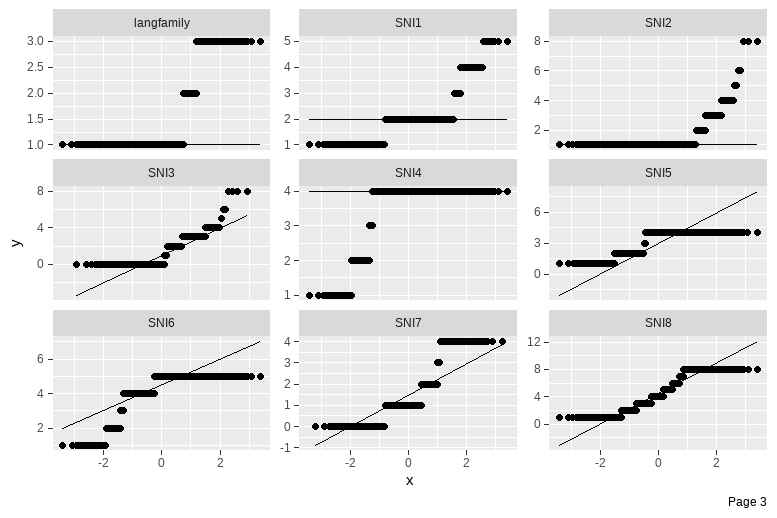 langfamily SNI1 SNI2
3.0 5 8
2.5 4 6
2.0 3 4
1.5 2 2
1.0 1
SNI3 SNI4 SNI5
8 4 6
4 3 3
0 2 0
1
y
SNI6 SNI7 SNI8
6 4 12
4 3 8
2 2 4
1 0
0
-1
-2 0 2 -2 0 2 -2 0 2
x
Page 3